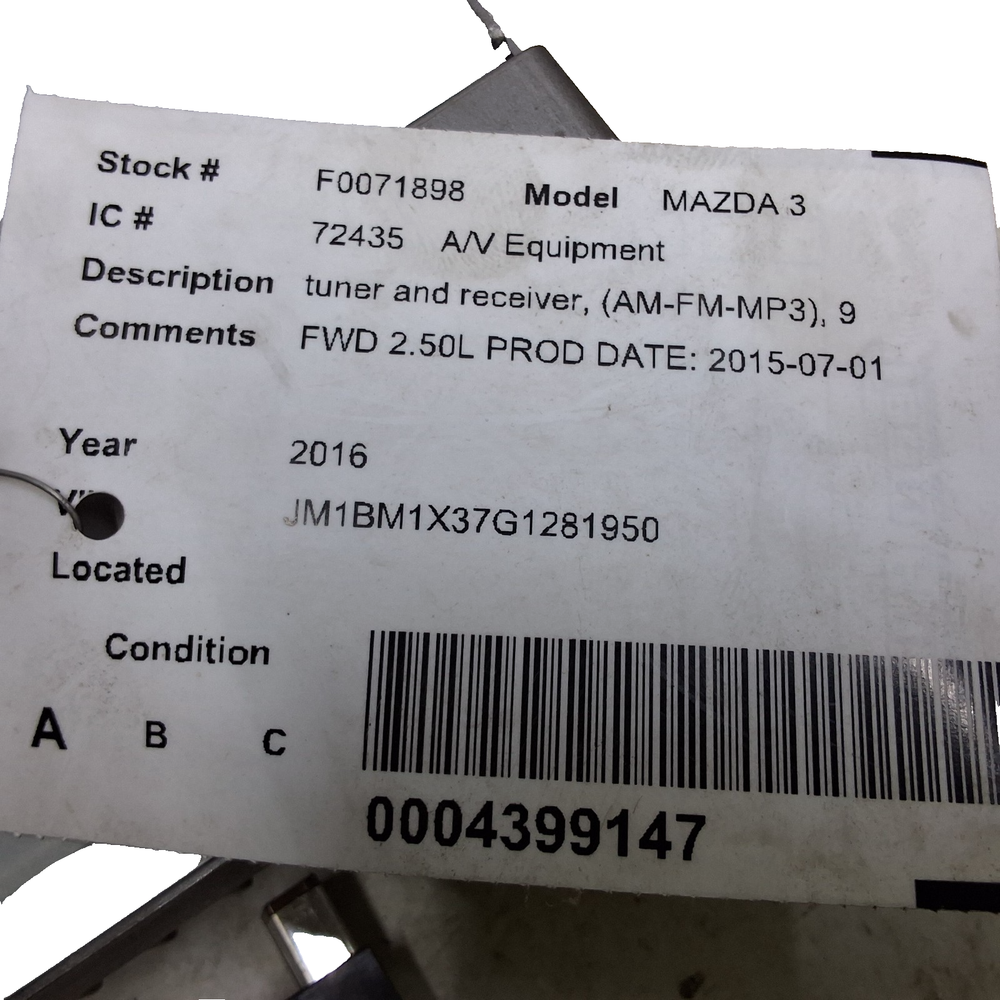 Stock # F0071898 Model MAZDA 3
IC # 72435 A/V Equipment
Description tuner and receiver, (AM-FM-MP3), 9
Comments FWD 2.50L PROD DATE: 2015-07-01
Year 2016
JM1BM1X37G1281950
Located
Condition
A B C
0004399147